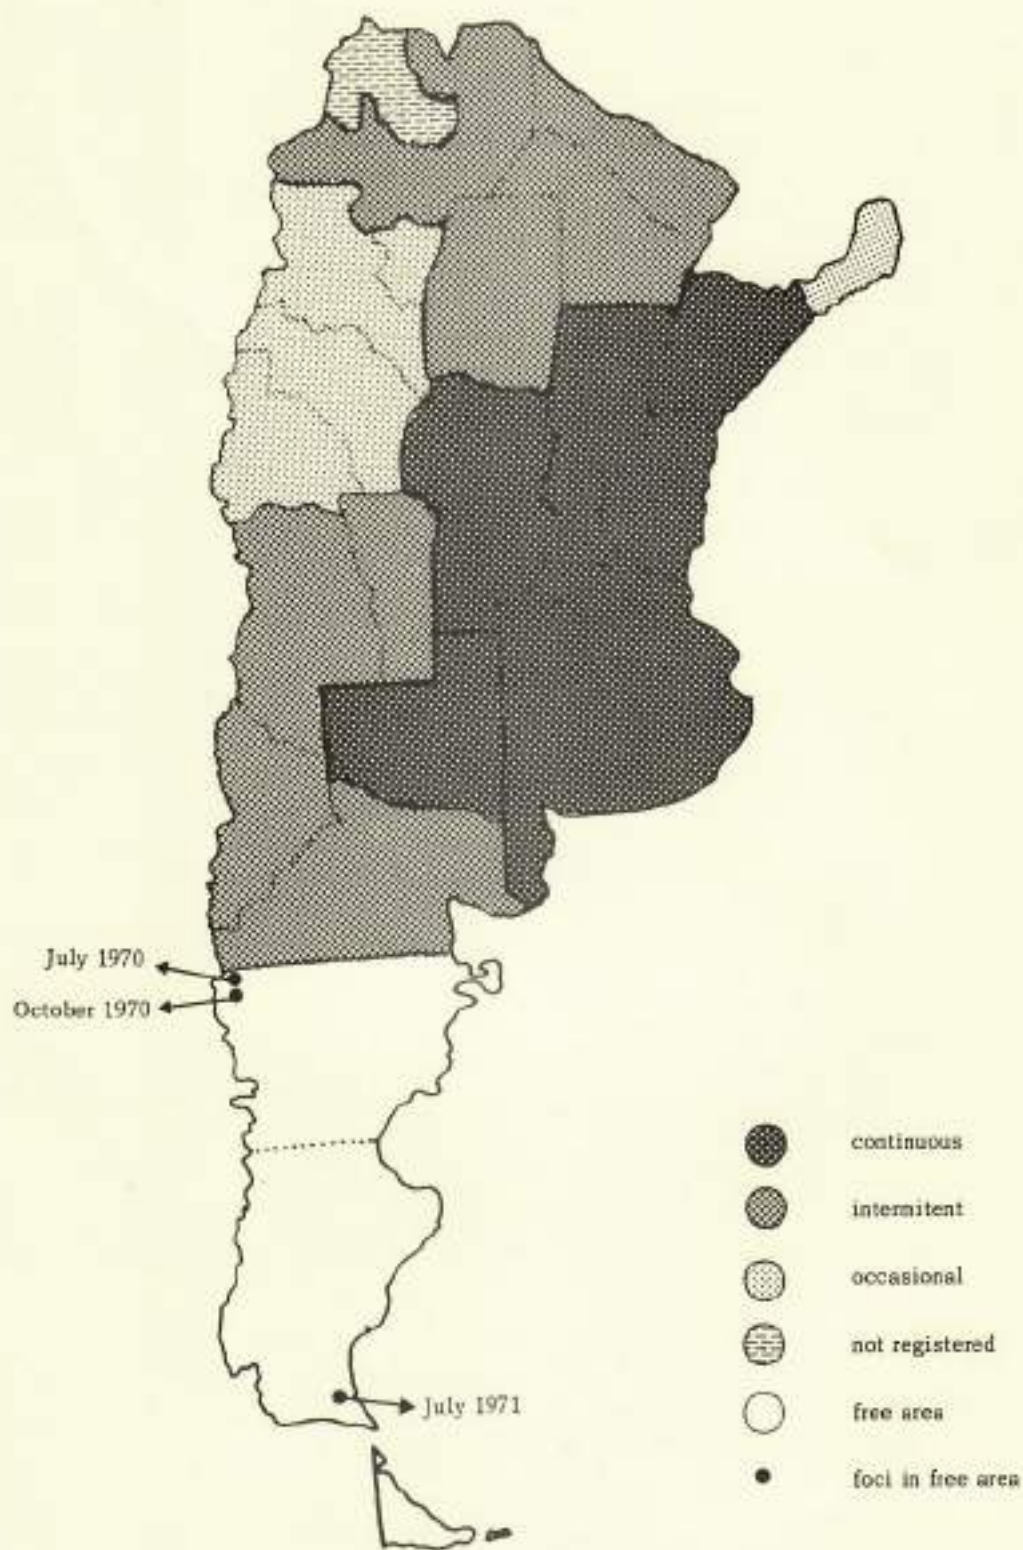 July 1970
October 1970
continuous
intermitent
occasional
not registered
free area
July 1971
foci in free area